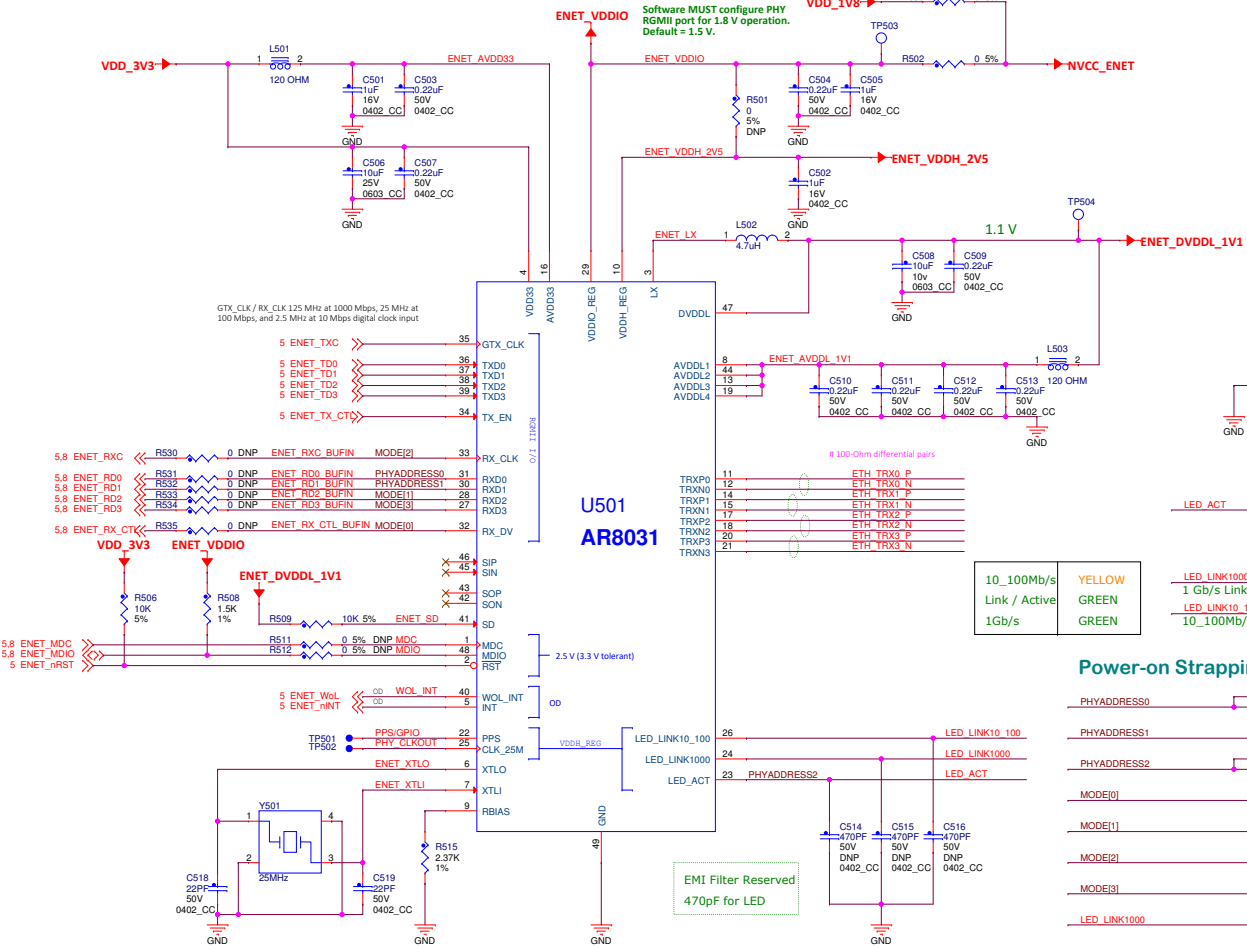 ENET_VDDIO
Software MUST configure PHY
RGMII port for 1.8 V operation.
Default = 1.5 V.
VDD_1V8
TP503
VDD_3V3
L501
1 2
120 OHM
ENET_AVDD33
ENET_VDDIO
R502 0 5%
NVCC_ENET
C501
1uF
16V
0402_CC
C503
0.22uF
50V
0402_CC
GND
R501
0
5%
DNP
C504
0.22uF
50V
0402_CC
C505
1uF
16V
0402_CC
GND
C506
10uF
25V
0603_CC
C507
0.22uF
50V
0402_CC
GND
ENET_VDDH_2V5
ENET_VDDH_2V5
C502
1uF
16V
0402_CC
GND
TP504
ENET_LX
L502
1 2
4.7uH
1.1 V
ENET_DVDDL_1V1
C508
10uF
10v
0603_CC
C509
0.22uF
50V
0402_CC
GND
4
16
29
10
3
VDD33
AVDD33
VDDIO_REG
VDDH_REG
LX
GTX_CLK / RX_CLK 125 MHz at 1000 Mbps, 25 MHz at
100 Mbps, and 2.5 MHz at 10 Mbps digital clock input
DVDDL 47
5 ENET_TXC 35 GTX_CLK
5 ENET_TD0 36 TXD0
5 ENET_TD1 37 TXD1
5 ENET_TD2 38 TXD2
5 ENET_TD3 39 TXD3
5 ENET_TX_CTL 34 TX_EN
RGMII I/O
AVDDL1 8 ENET_AVDDL_1V1
AVDDL2 44
AVDDL3 13
AVDDL4 19
L503
1 2
120 OHM
C510
0.22uF
50V
0402_CC
C511
0.22uF
50V
0402_CC
C512
0.22uF
50V
0402_CC
C513
0.22uF
50V
0402_CC
GND
GND
5,8 ENET_RXC R530 0 DNP ENET_RXC_BUFIN MODE[2] 33 RX_CLK
5,8 ENET_RD0 R531 0 DNP ENET_RD0_BUFIN PHYADDRESS0 31 RXD0
5,8 ENET_RD1 R532 0 DNP ENET_RD1_BUFIN PHYADDRESS1 30 RXD1
5,8 ENET_RD2 R533 0 DNP ENET_RD2_BUFIN MODE[1] 28 RXD2
5,8 ENET_RD3 R534 0 DNP ENET_RD3_BUFIN MODE[3] 27 RXD3
5,8 ENET_RX_CTL R535 0 DNP ENET_RX_CTL_BUFIN MODE[0] 32 RX_DV
U501
AR8031
# 100-Ohm differential pairs
TRXP0 11 ETH_TRX0_P
TRXN0 12 ETH_TRX0_N
TRXP1 14 ETH_TRX1_P
TRXN1 15 ETH_TRX1_N
TRXP2 17 ETH_TRX2_P
TRXN2 18 ETH_TRX2_N
TRXP3 20 ETH_TRX3_P
TRXN3 21 ETH_TRX3_N
LED_ACT
VDD_3V3
ENET_VDDIO
ENET_DVDDL_1V1
46 SIP
45 SIN
43 SOP
42 SON
R506
10K
5%
R508
1.5K
1%
R509 10K 5% ENET_SD 41 SD
5,8 ENET_MDC R511 0 5% DNP MDC 1 MDC
5,8 ENET_MDIO R512 0 5% DNP MDIO 48 MDIO
5 ENET_nRST 2 RST
2.5 V (3.3 V tolerant)
10_100Mb/s YELLOW
Link / Active GREEN
1Gb/s GREEN
LED_LINK1000
1 Gb/s Link
LED_LINK10_1
10_100Mb/
5 ENET_WoL OD WOL_INT 40 WOL_INT
5 ENET_nINT OD 5 INT
OD
Power-on Strappin
PHYADDRESS0
PHYADDRESS1
PHYADDRESS2
MODE[0]
MODE[1]
MODE[2]
MODE[3]
LED_LINK1000
TP501 PPS/GPIO 22 PPS
TP502 PHY_CLKOUT 25 CLK_25M
VDDH_REG
LED_LINK10_100 26 LED_LINK10_100
LED_LINK1000 24 LED_LINK1000
LED_ACT 23 PHYADDRESS2 LED_ACT
ENET_XTLO 6 XTLO
ENET_XTLI 7 XTLI
9 RBIAS
GND
49
Y501
1
4
2
3
25MHz
C518
22PF
50V
0402_CC
C519
22PF
50V
0402_CC
R515
2.37K
1%
C514
470PF
50V
DNP
0402_CC
C515
470PF
50V
DNP
0402_CC
C516
470PF
50V
DNP
0402_CC
EMI Filter Reserved
470pF for LED
GND
GND
GND
GND